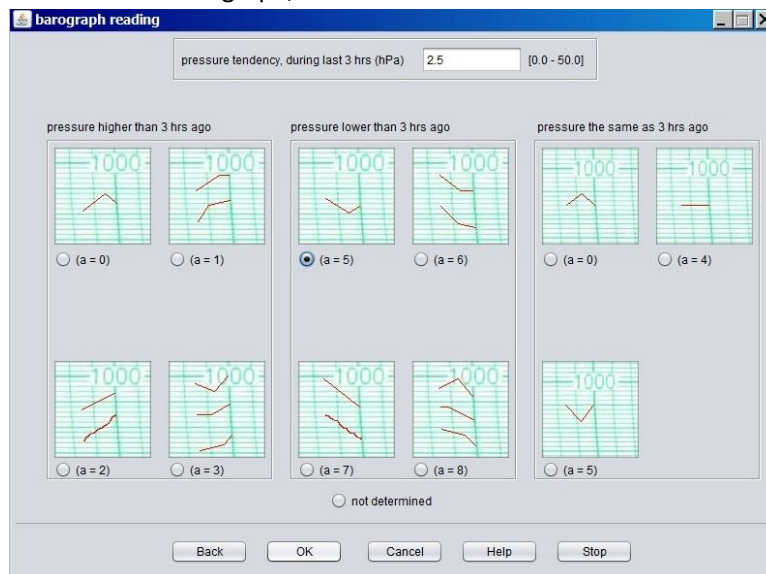 barograph reading
pressure tendency, during last 3 hrs (hPa) 2.5 [0.0 - 50.0]
pressure higher than 3 hrs ago
1000 1000
(a = 0) (a = 1)
1000 1000
(a = 2) (a = 3)
pressure lower than 3 hrs ago
1000 1000
(a = 5) (a = 6)
1000 1000
(a = 7) (a = 8)
pressure the same as 3 hrs ago
1000 1000
(a = 0) (a = 4)
1000
(a = 5)
not determined
Back OK Cancel Help Stop